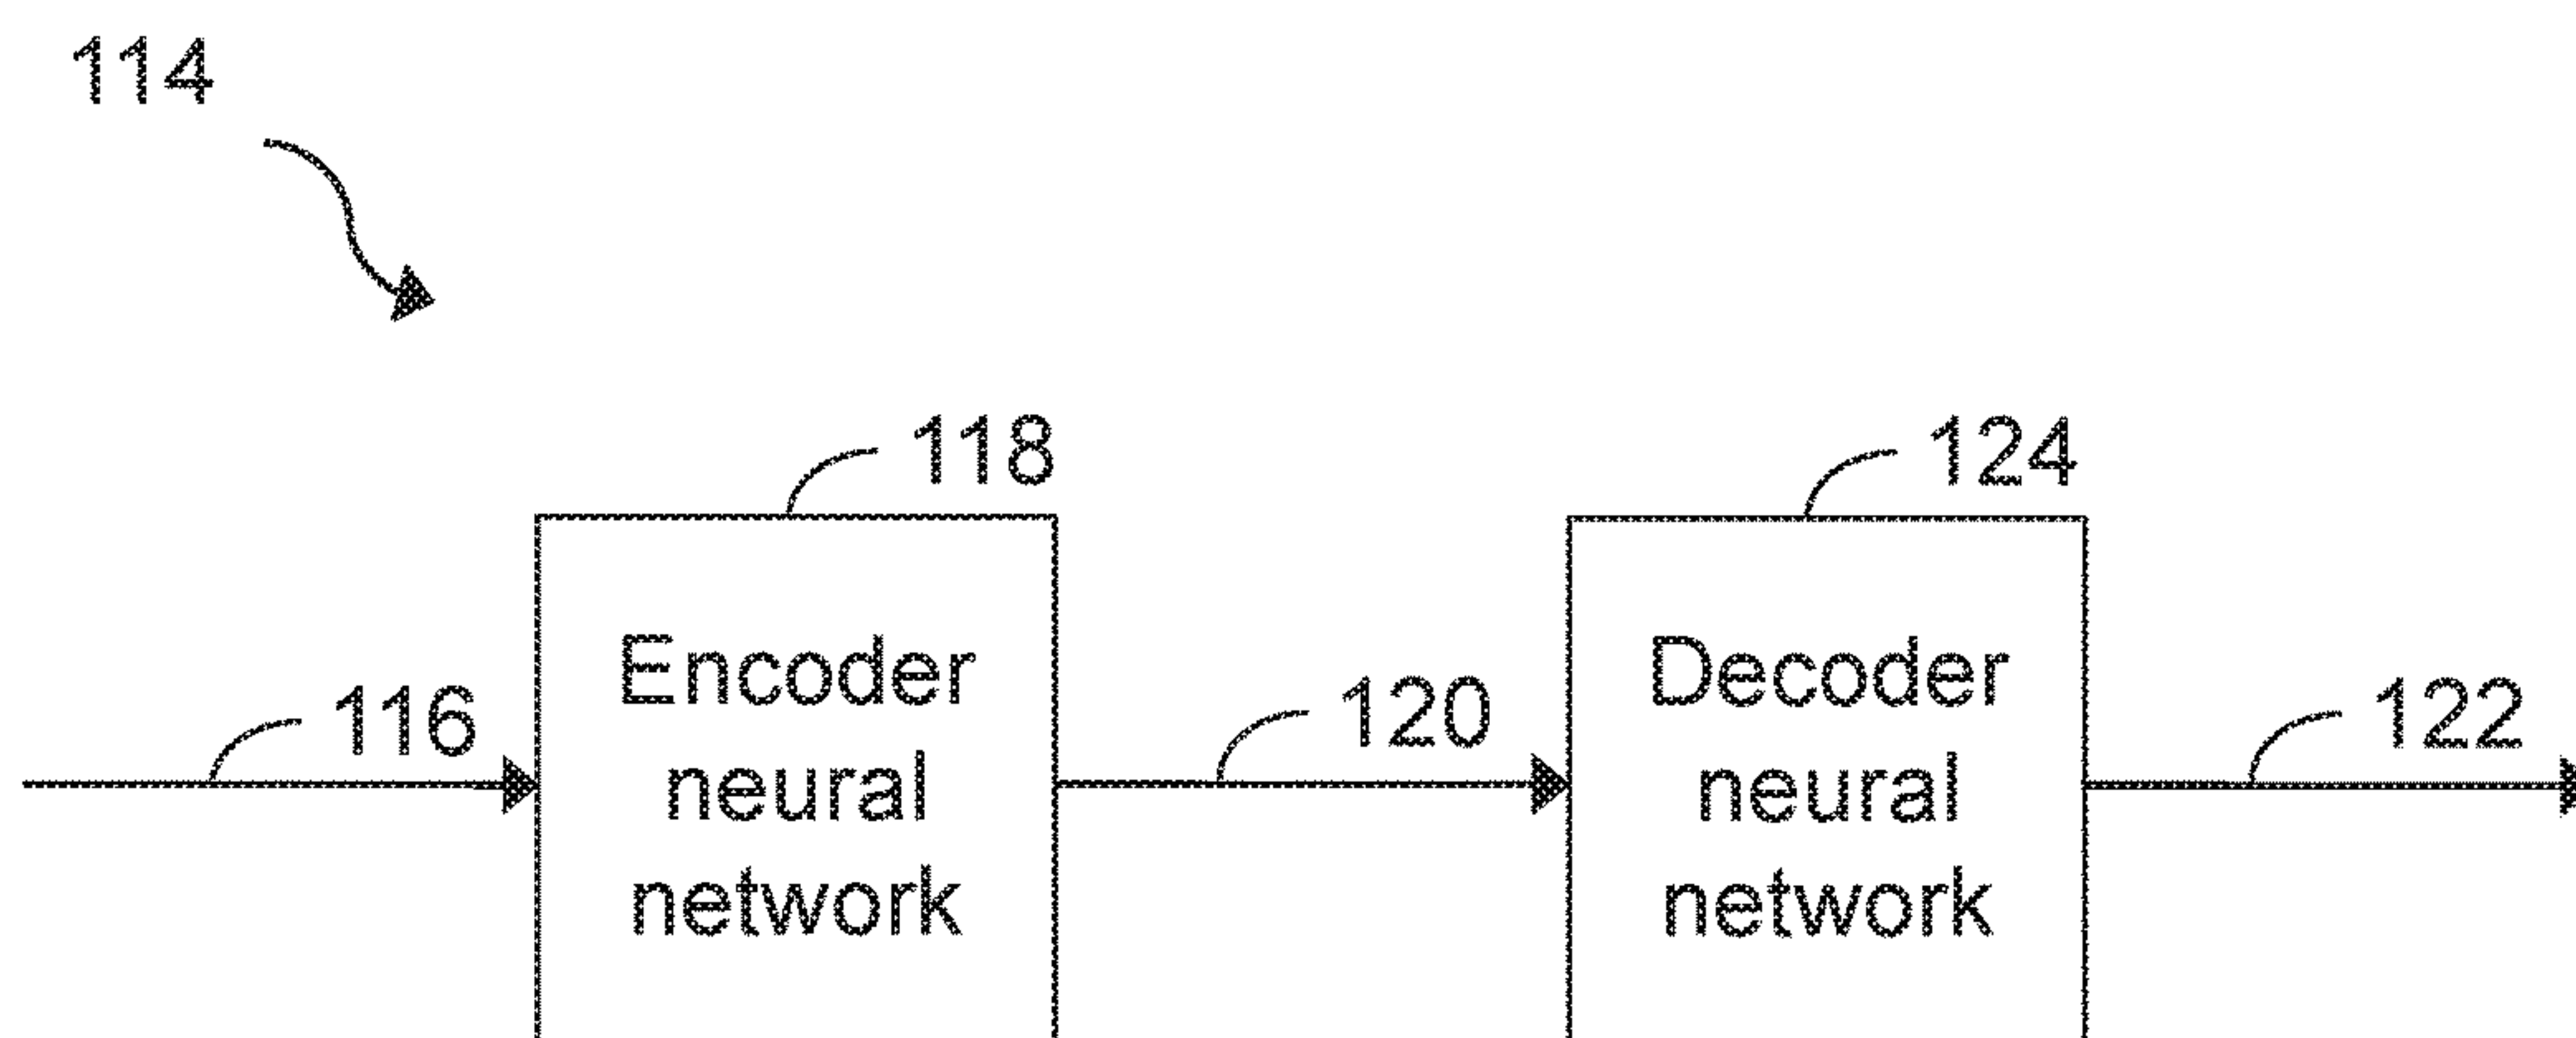 114
118
124
116
Encoder
neural
network
120
Decoder
neural
network
122